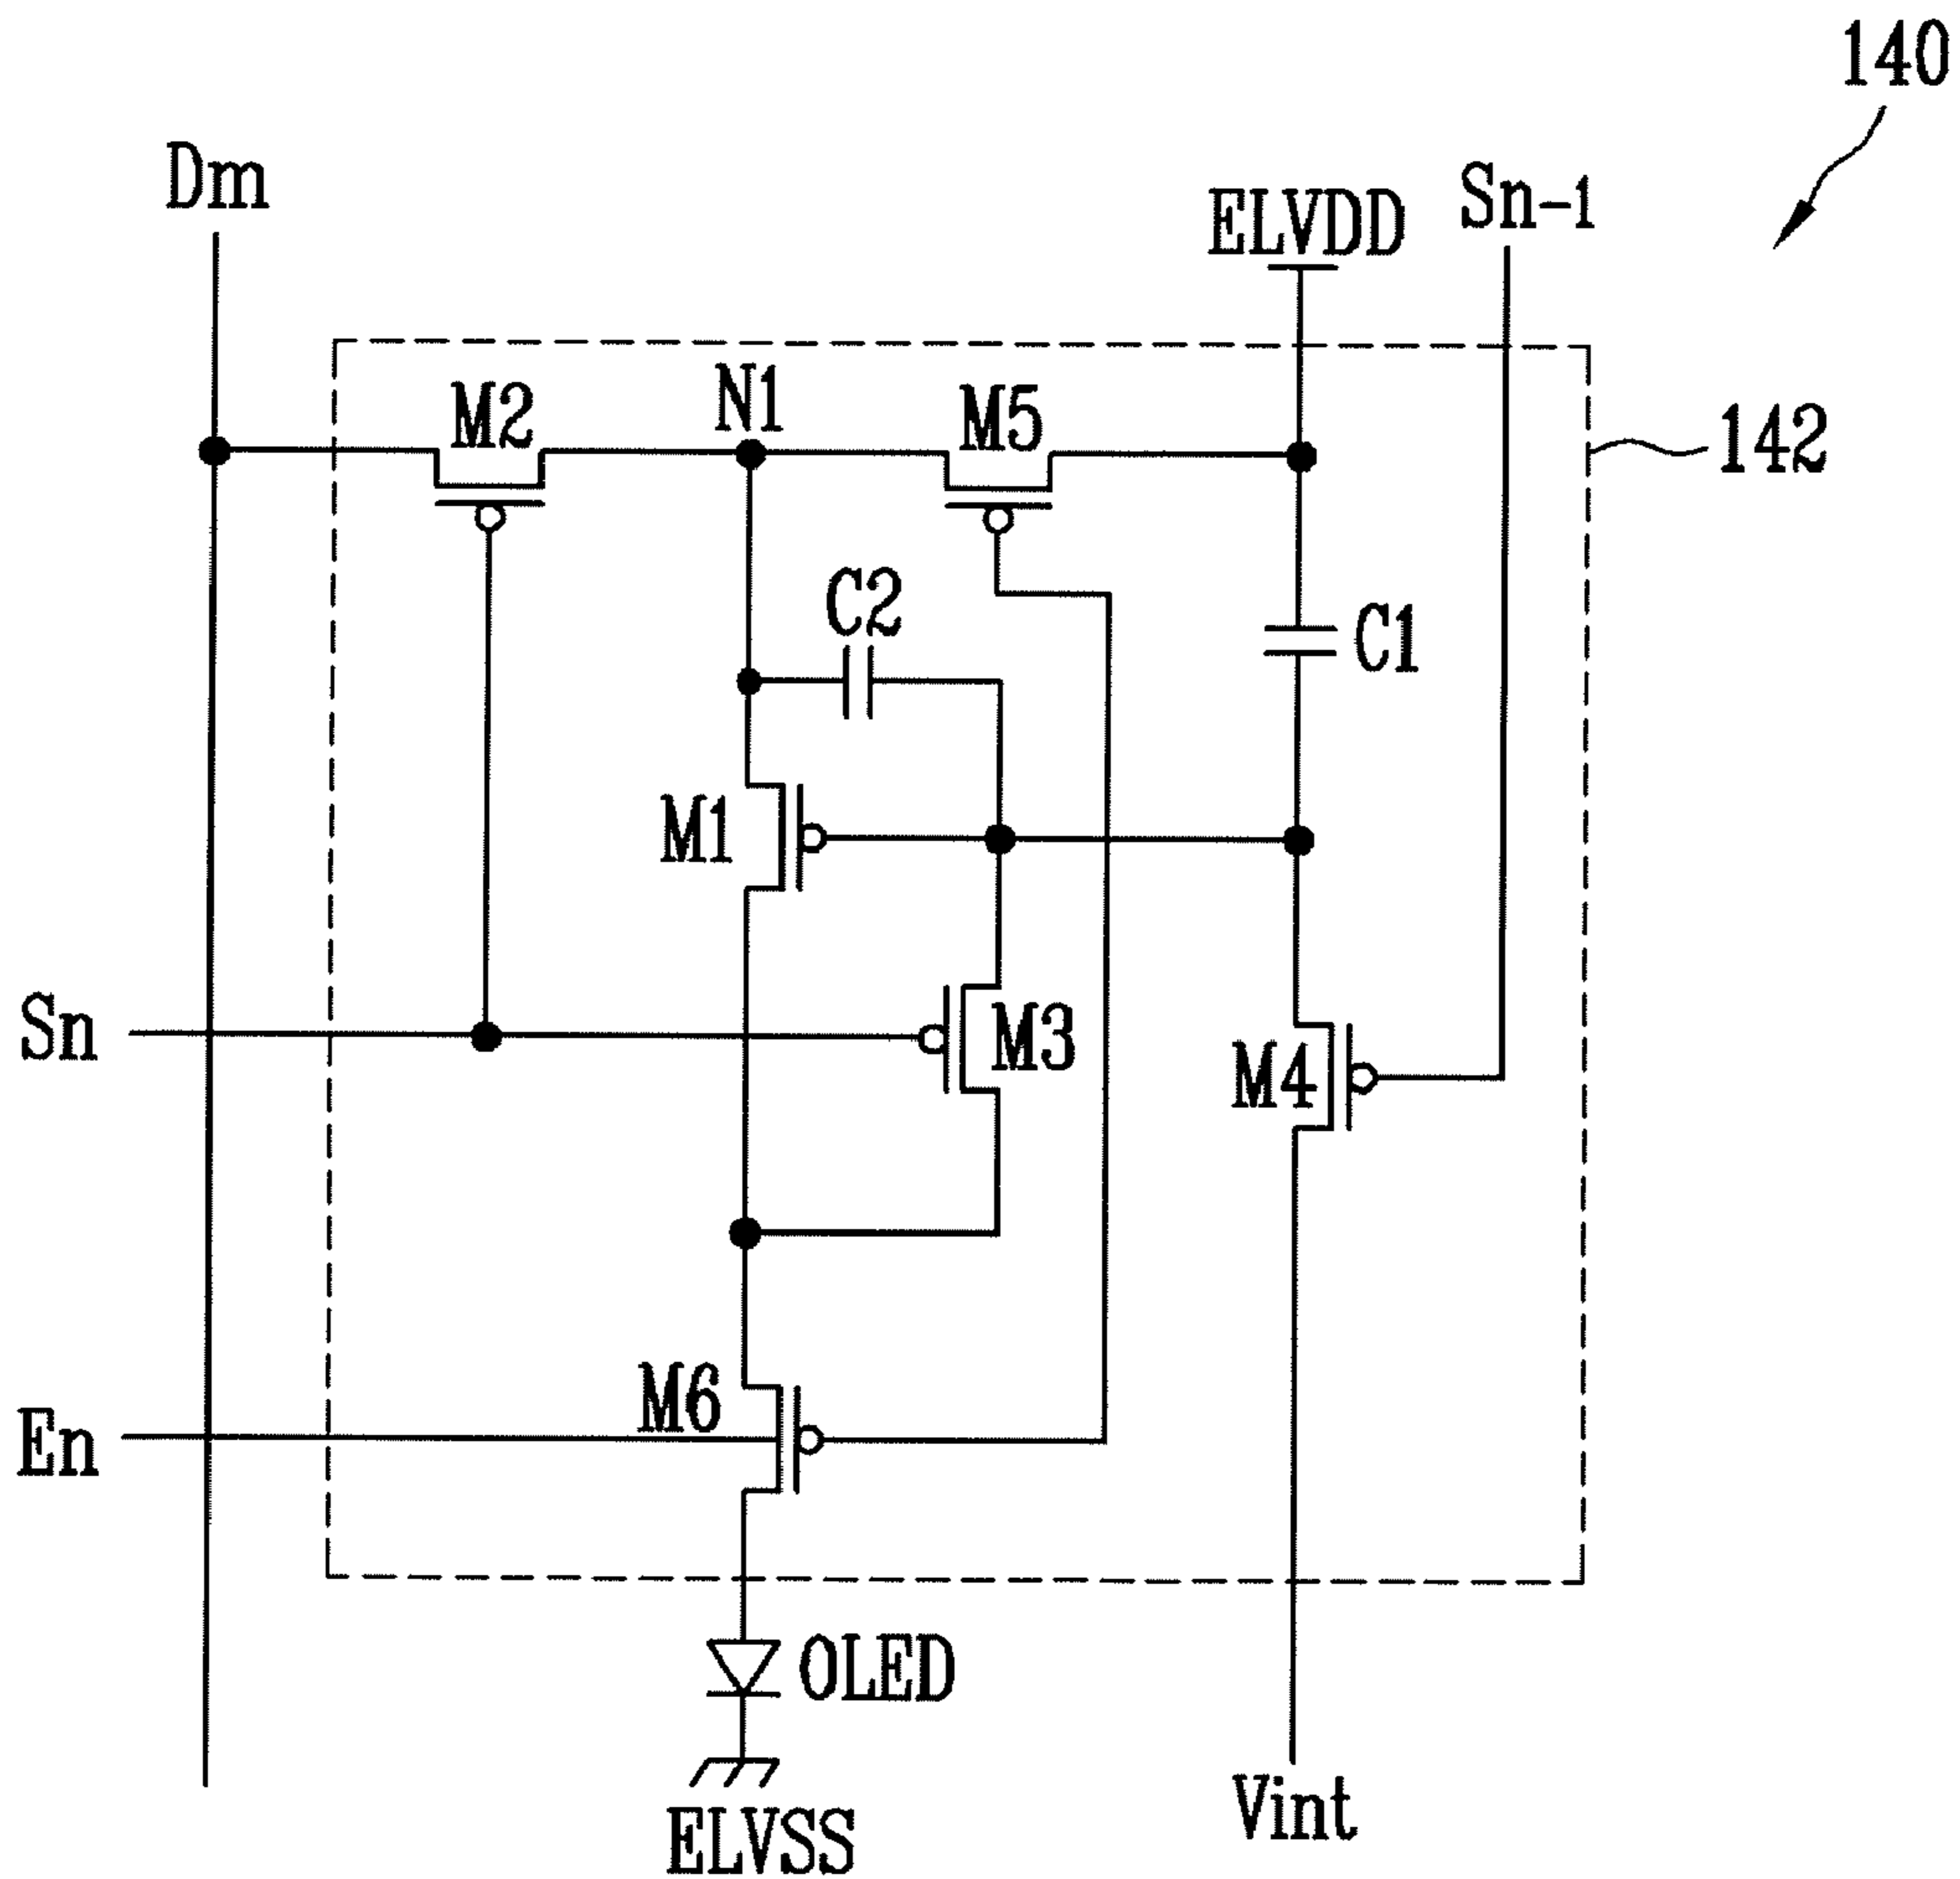 140
Dm
ELVDD
Sn-1
M2
N1
M5
142
C2
C1
M1
Sn
M3
M4
M6
En
OLED
ELVSS
Vint